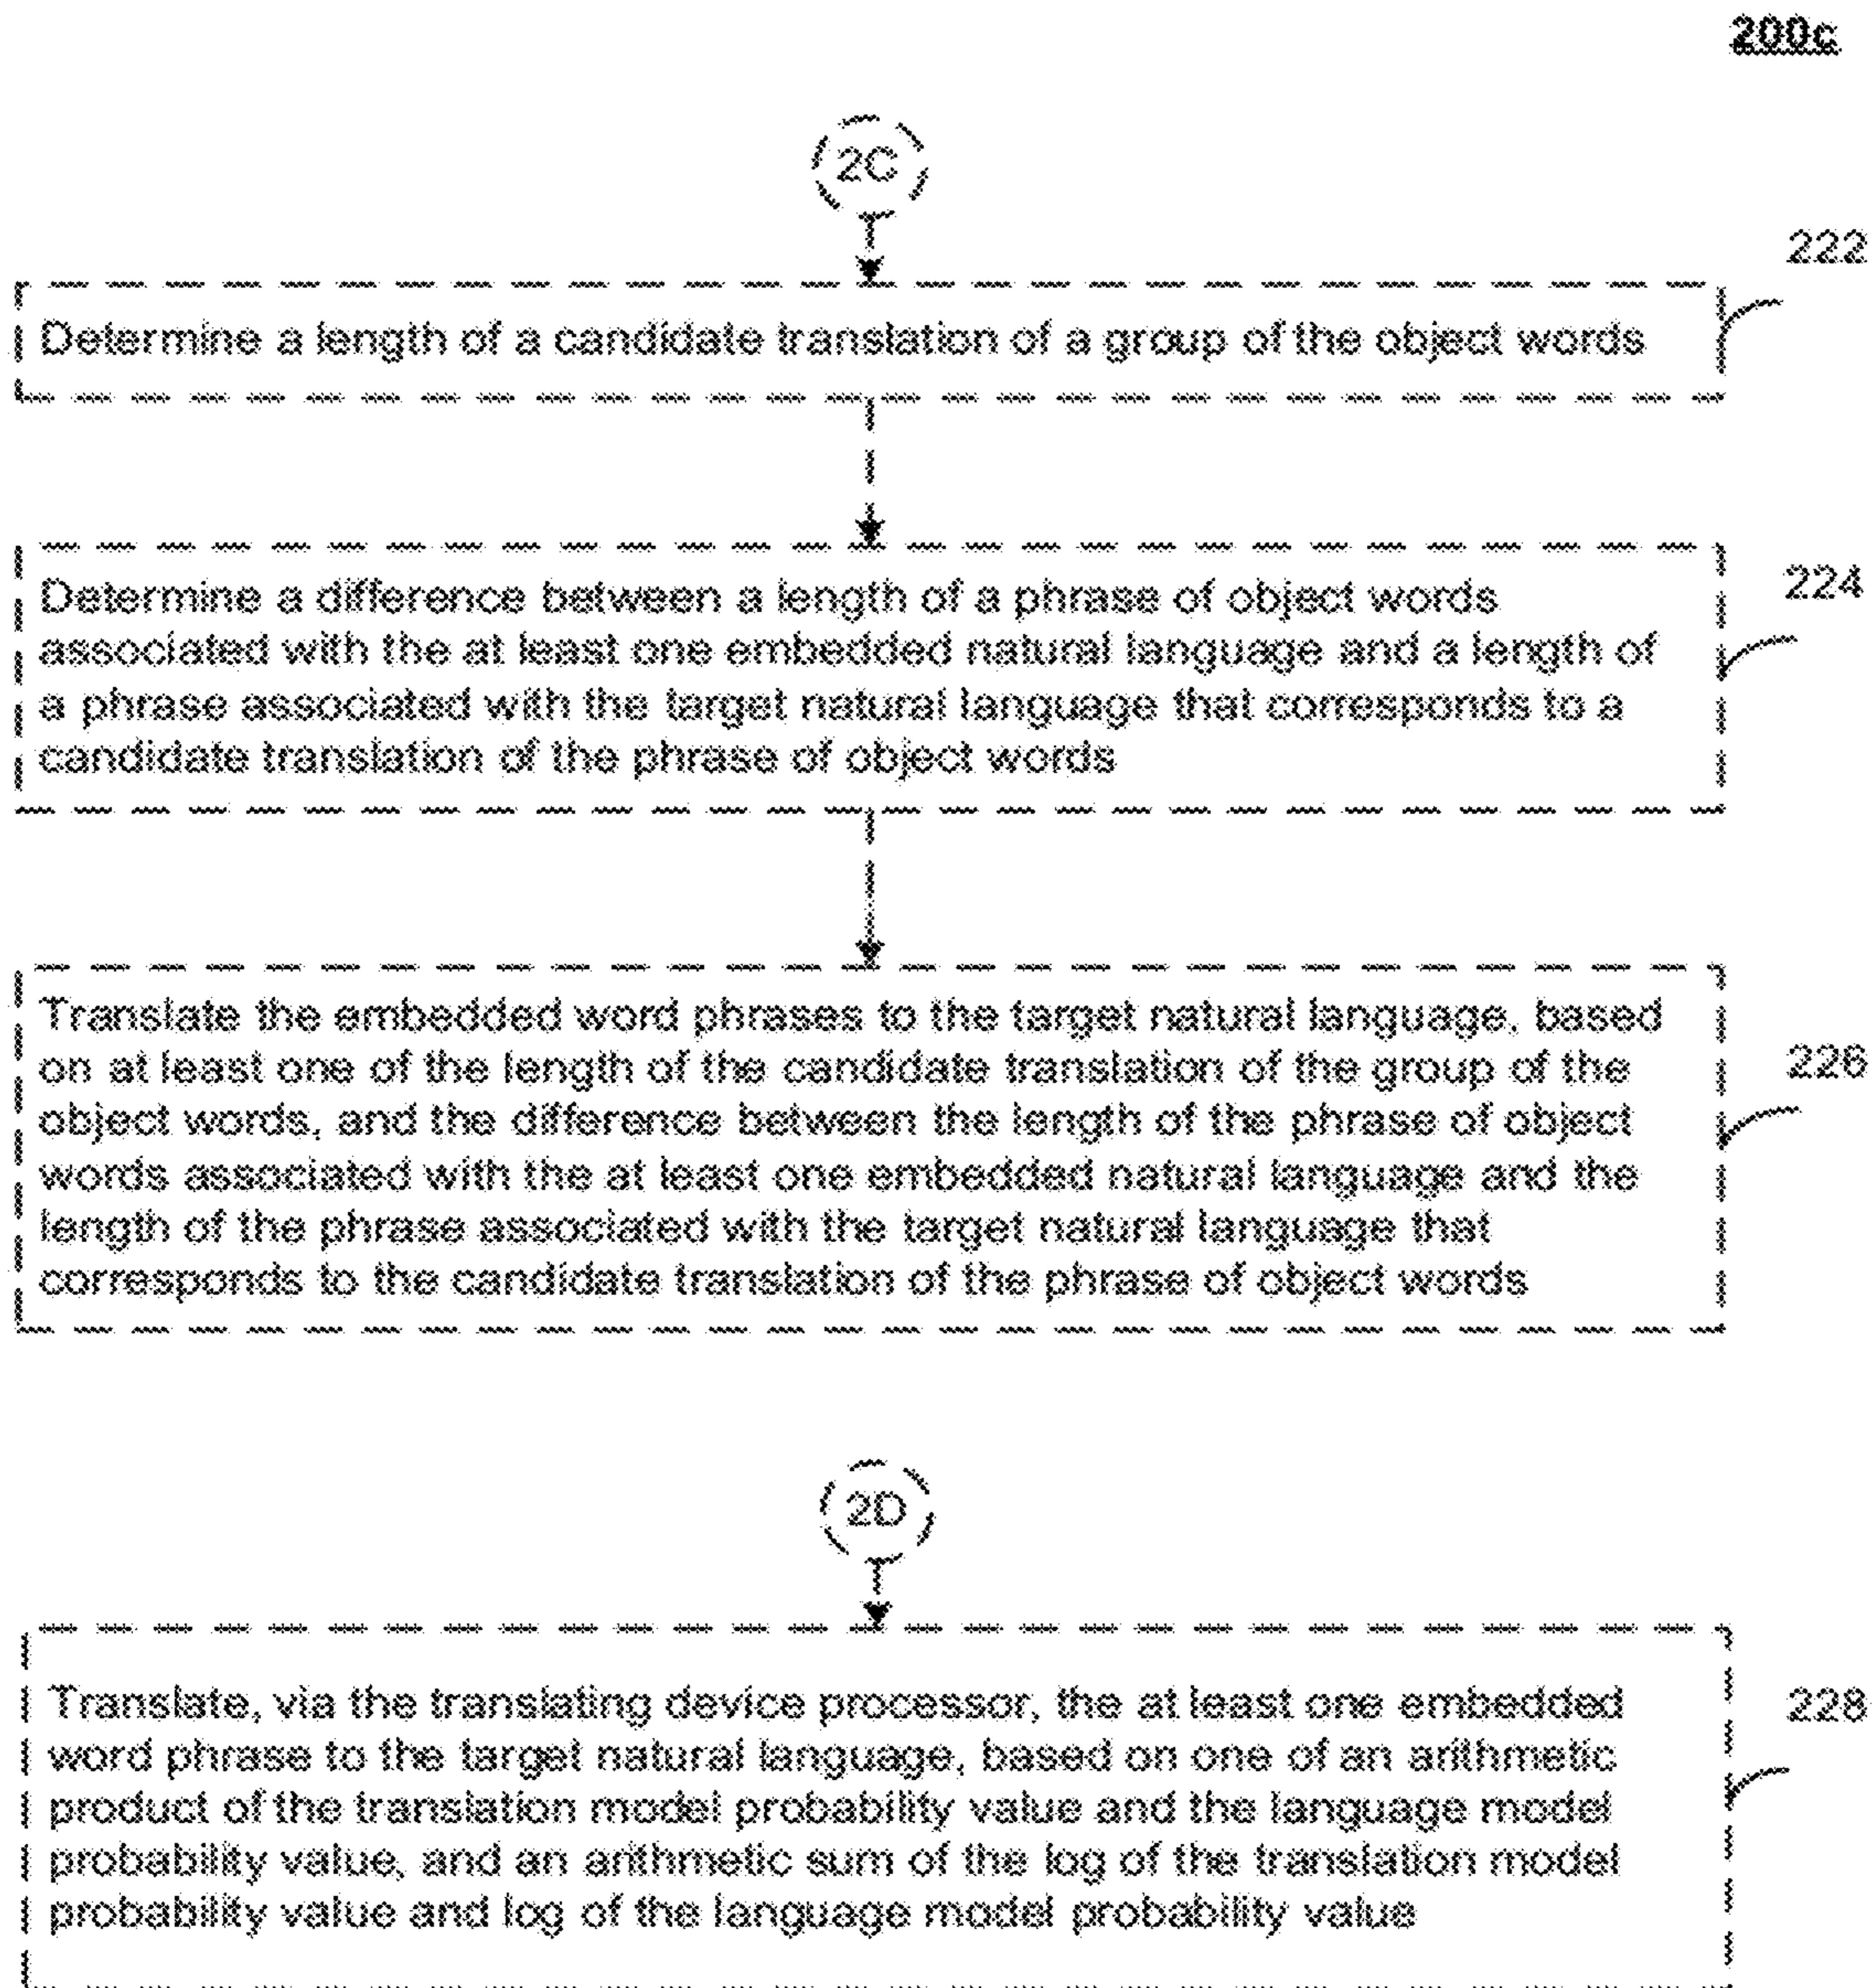 200c
2C
222
Determine a length of a candidate translation of a group of the object words
224
Determine a difference between a length of a phrase of object words
associated with the at least one embedded natural language and a length of
a phrase associated with the target natural language that corresponds to a
candidate translation of the phrase of object words
226
Translate the embedded word phrases to the target natural language, based
on at least one of the length of the candidate translation of the group of the
object words, and the difference between the length of the phrase of object
words associated with the at least one embedded natural language and the
length of the phrase associated with the target natural language that
corresponds to the candidate translation of the phrase of object words
2D
228
Translate, via the translating device processor, the at least one embedded
word phrase to the target natural language, based on one of an arithmetic
product of the translation model probability value and the language model
probability value, and an arithmetic sum of the log of the translation model
probability value and log of the language model probability value